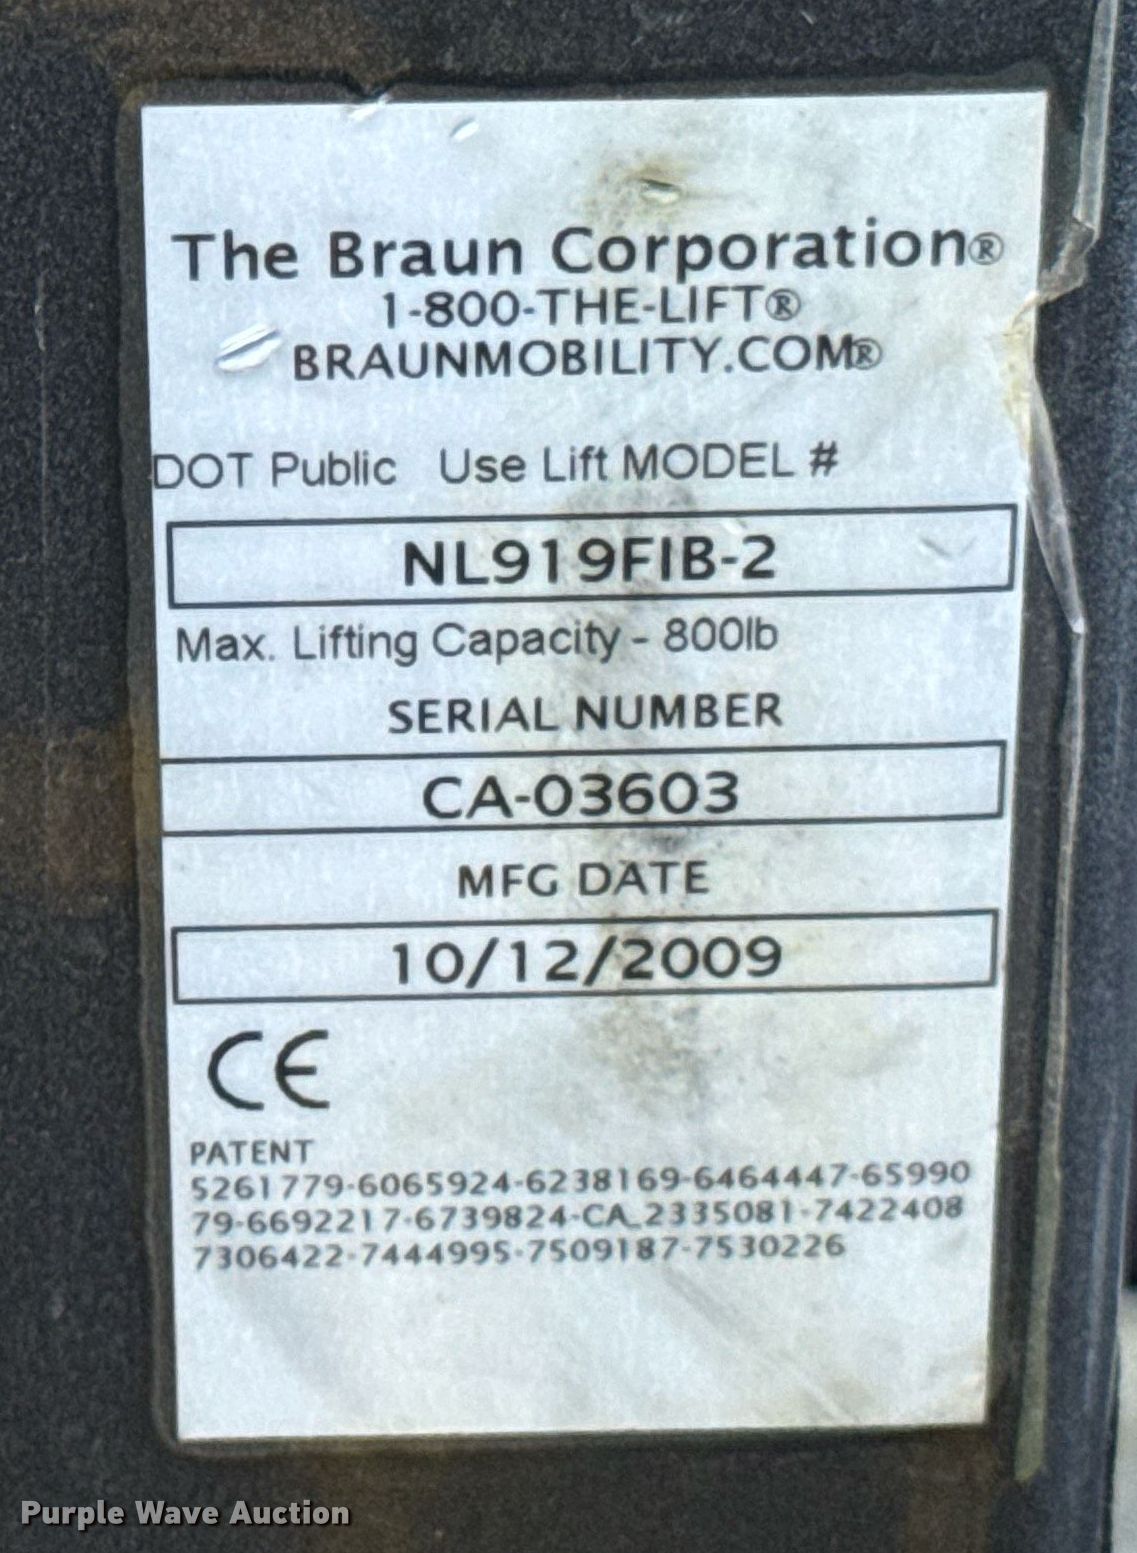 The Braun Corporation®
1-800-THE-LIFT®
BRAUNMOBILITY.COM®
DOT Public Use Lift MODEL #
NL919FIB-2
Max. Lifting Capacity - 800lb
SERIAL NUMBER
CA-03603
MFG DATE
10/12/2009
CE
PATENT
5261779-6065924-6238169-6464447-65990
79-6692217-6739824-CA_2335081-7422408
7306422-7444995-7509187-7530226
Purple Wave Auction